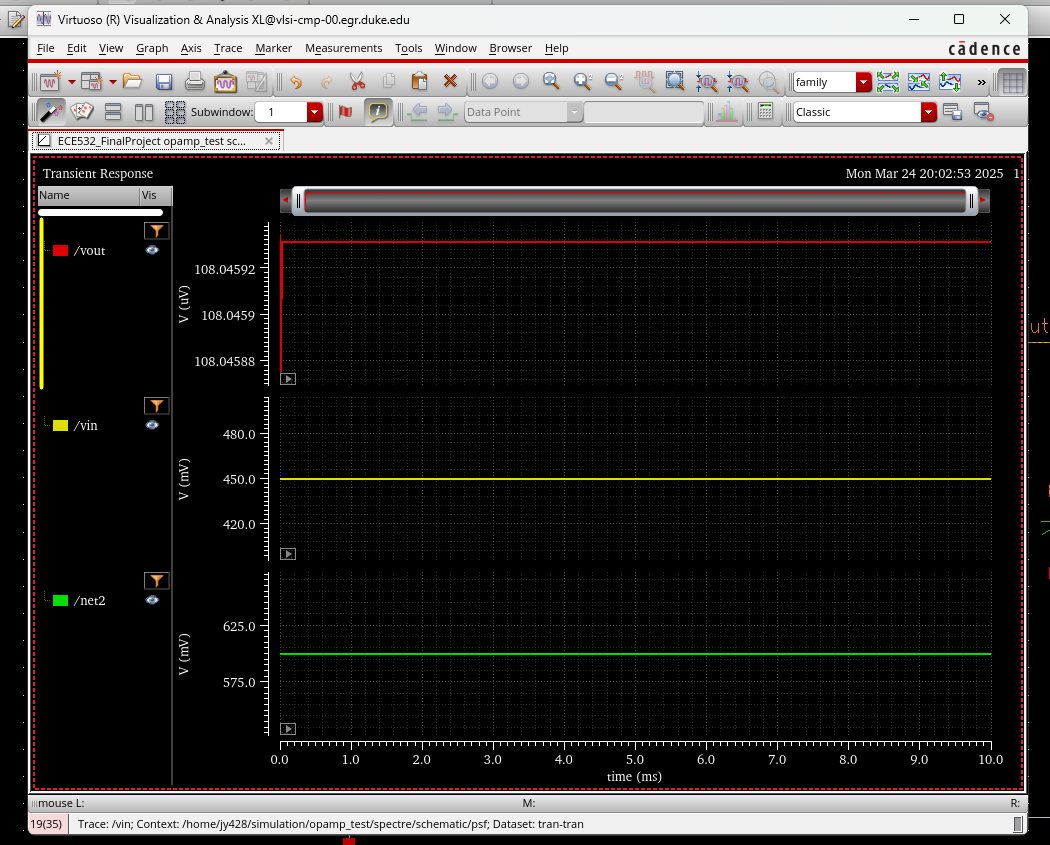 Virtuoso (R) Visualization & Analysis XL@vlsi-cmp-00.egr.duke.edu
File Edit View Graph Axis Trace Marker Measurements Tools Window Browser Help
cādence
family
»
Subwindow: 1
Data Point
Classic
ECE532_FinalProject opamp_test sc...
Transient Response
Mon Mar 24 20:02:53 2025 1
Name Vis
/vout
108.04592
108.0459
108.04588
V (uV)
/vin
480.0
450.0
420.0
V (mV)
/net2
625.0
575.0
V (mV)
0.0 1.0 2.0 3.0 4.0 5.0 6.0 7.0 8.0 9.0 10.0
time (ms)
ut
mouse L: M: R:
19(35) Trace: /vin; Context: /home/jy428/simulation/opamp_test/spectre/schematic/psf; Dataset: tran-tran